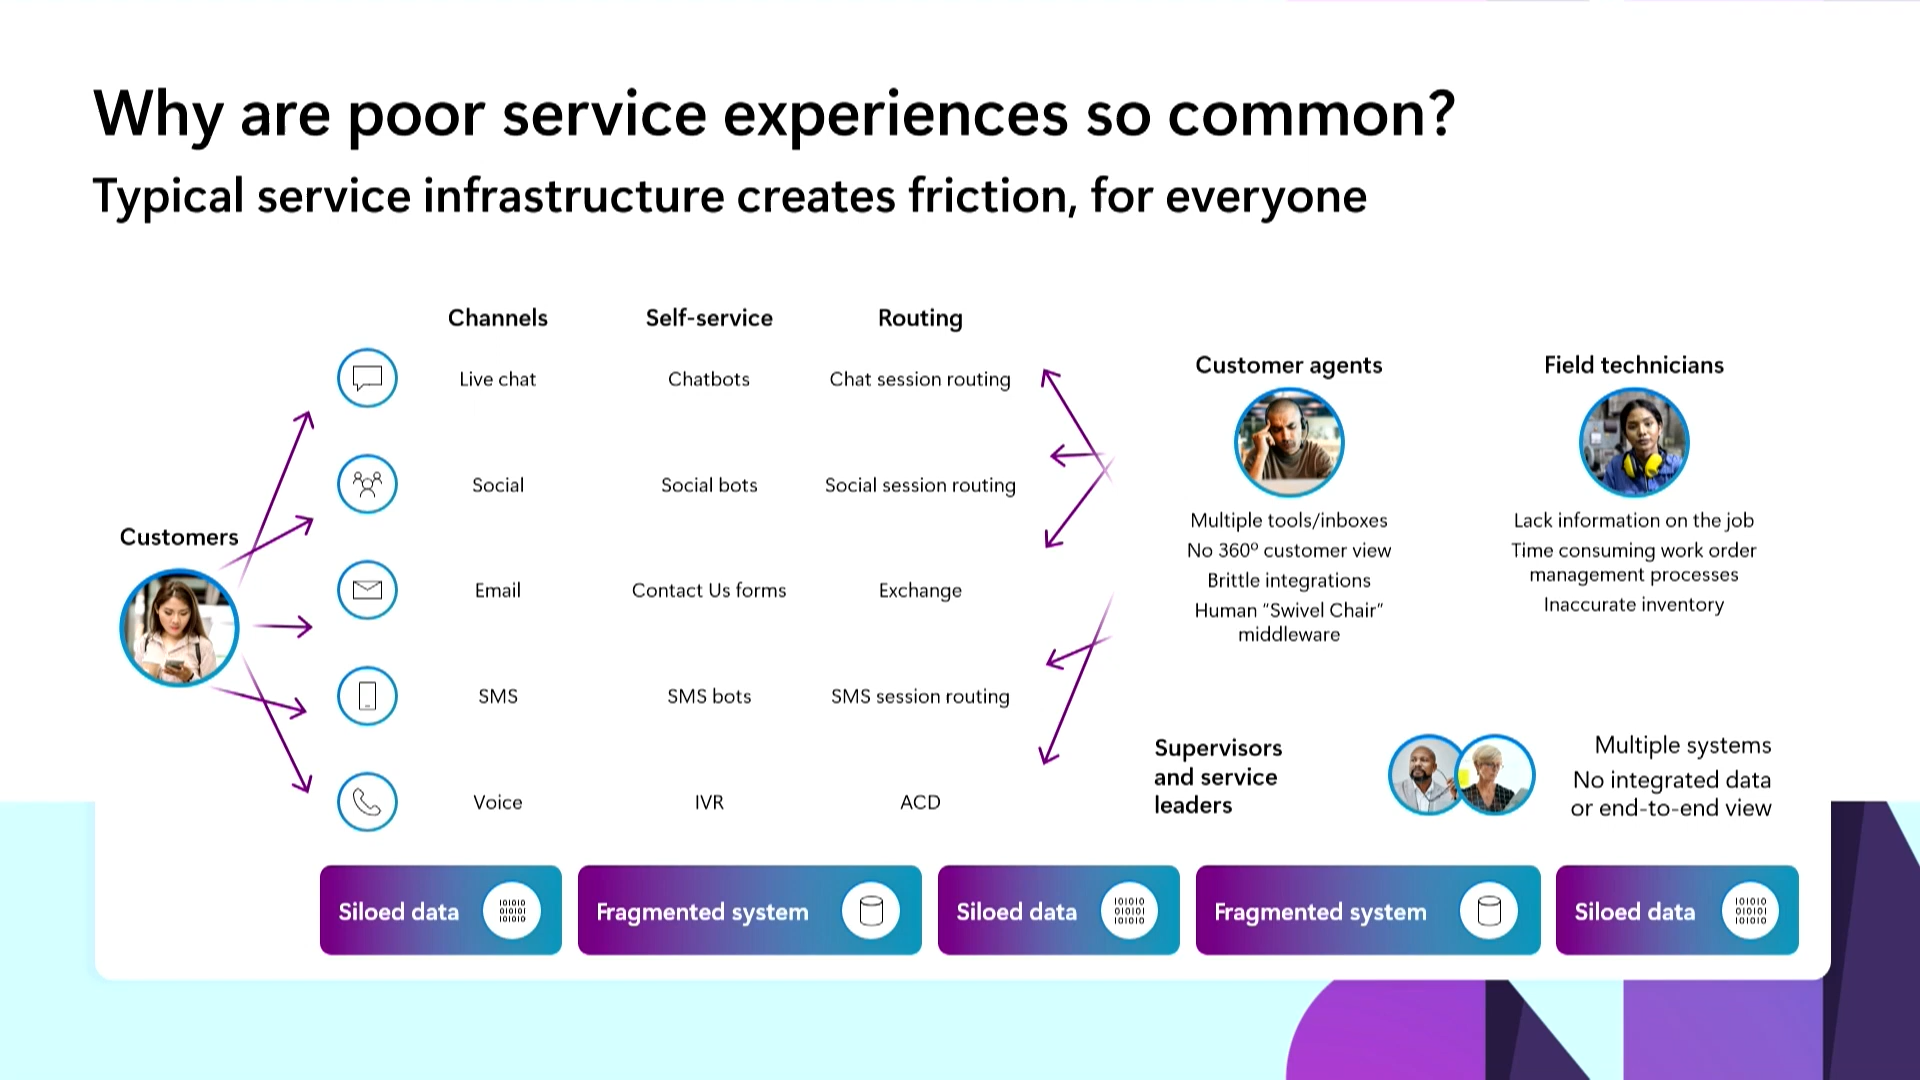 Why are poor service experiences so common?
Typical service infrastructure creates friction, for everyone
Channels Self-service Routing
Live chat Chatbots Chat session routing
Social Social bots Social session routing
Email Contact Us forms Exchange
SMS SMS bots SMS session routing
Voice IVR ACD
Customers
Customer agents
Multiple tools/inboxes
No 360º customer view
Brittle integrations
Human “Swivel Chair”
middleware
Field technicians
Lack information on the job
Time consuming work order
management processes
Inaccurate inventory
Supervisors
and service
leaders
Multiple systems
No integrated data
or end-to-end view
Siloed data
Fragmented system
Siloed data
Fragmented system
Siloed data